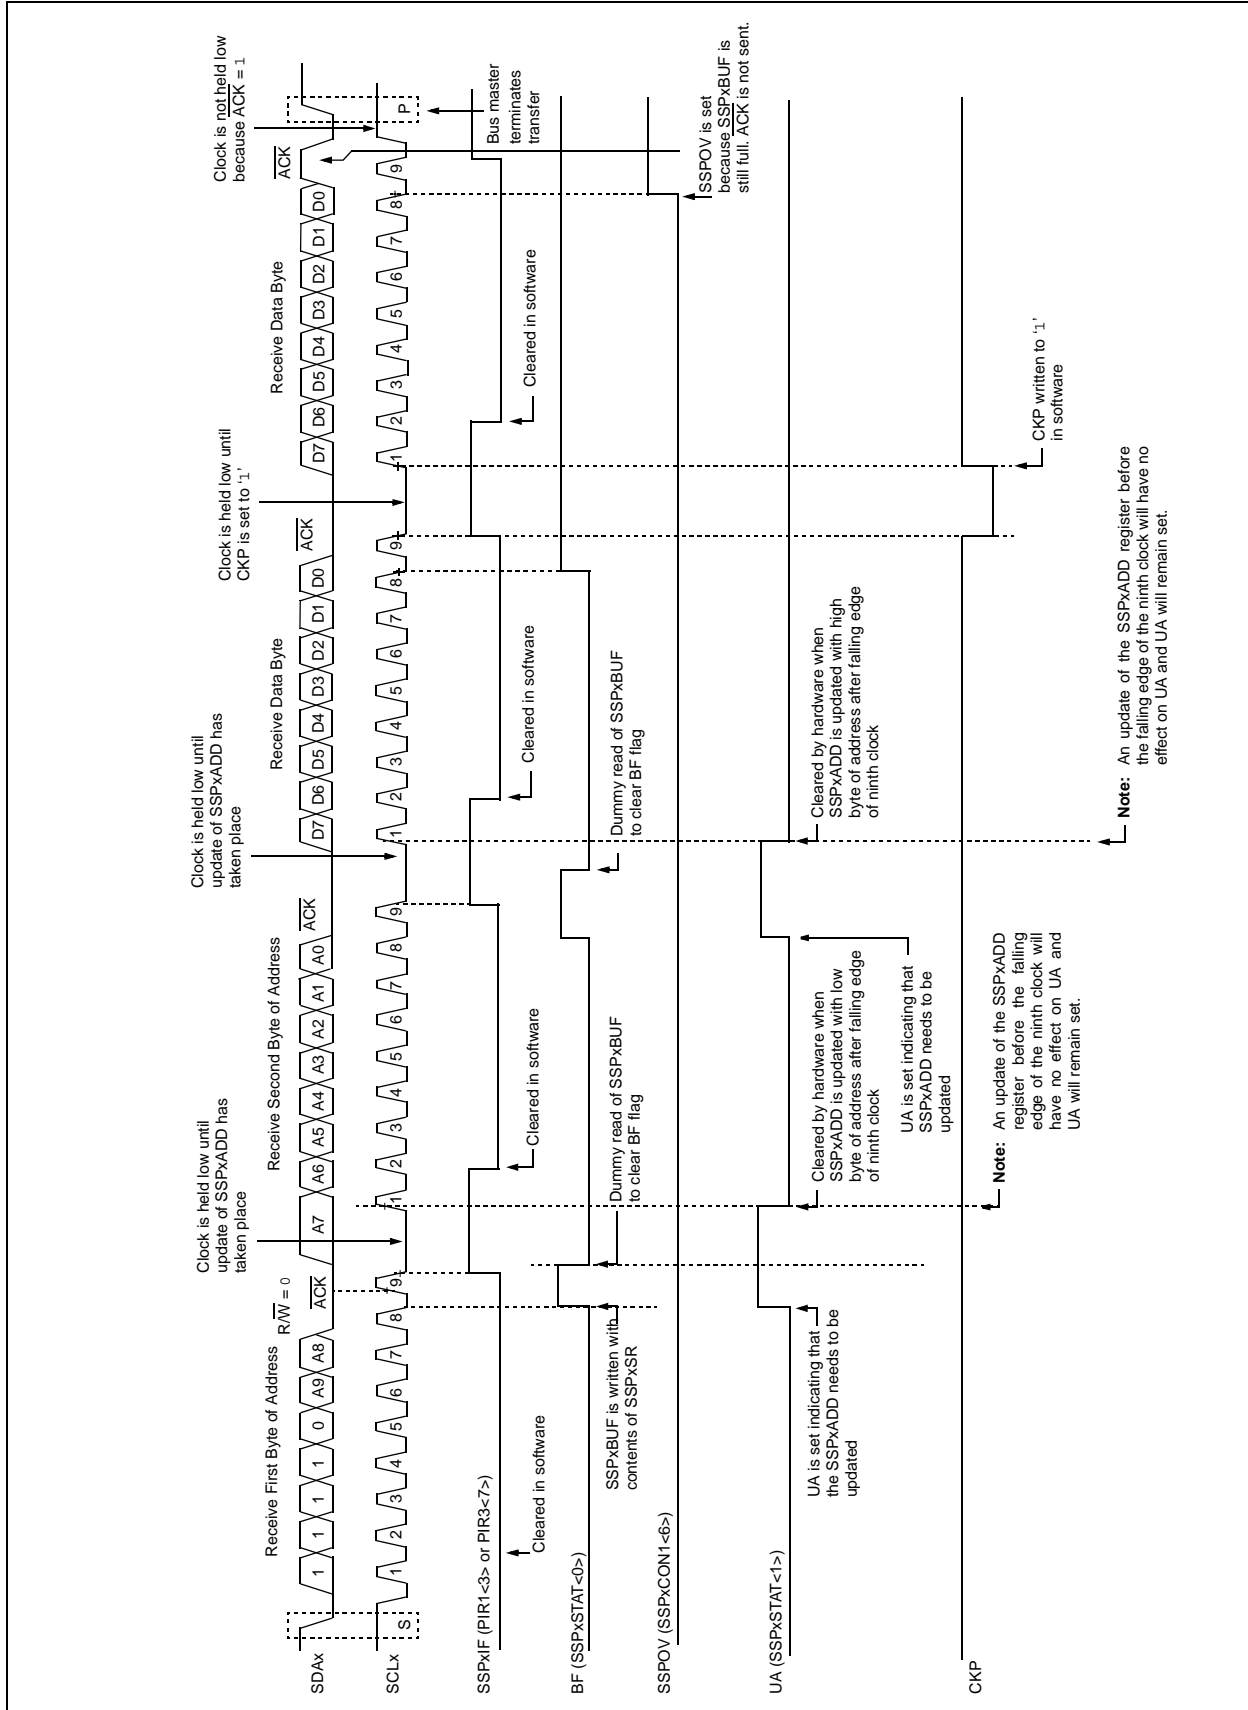 Receive First Byte of Address
R/W = 0
ACK
Clock is held low until
update of SSPxADD has
taken place
Receive Second Byte of Address
ACK
Clock is held low until
update of SSPxADD has
taken place
Receive Data Byte
ACK
Clock is held low until
CKP is set to ‘1’
Receive Data Byte
ACK
Clock is not held low
because ACK = 1
SDAx
1 1 1 1 0 A9 A8
A7 A6 A5 A4 A3 A2 A1 A0
D7 D6 D5 D4 D3 D2 D1 D0
D7 D6 D5 D4 D3 D2 D1 D0
SCLx
S
1 2 3 4 5 6 7 8 9
1 2 3 4 5 6 7 8 9
1 2 3 4 5 6 7 8 9
1 2 3 4 5 6 7 8 9
P
Bus master
terminates
transfer
SSPxIF (PIR1<3> or PIR3<7>)
Cleared in software
Cleared in software
Cleared in software
Cleared in software
BF (SSPxSTAT<0>)
SSPxBUF is written with
contents of SSPxSR
Dummy read of SSPxBUF
to clear BF flag
Dummy read of SSPxBUF
to clear BF flag
SSPOV (SSPxCON1<6>)
SSPOV is set
because SSPxBUF is
still full. ACK is not sent.
UA (SSPxSTAT<1>)
UA is set indicating that
the SSPxADD needs to be
updated
Cleared by hardware when
SSPxADD is updated with low
byte of address after falling edge
of ninth clock
UA is set indicating that
SSPxADD needs to be
updated
Cleared by hardware when
SSPxADD is updated with high
byte of address after falling edge
of ninth clock
CKP
CKP written to ‘1’
in software
Note: An update of the SSPxADD
register before the falling
edge of the ninth clock will
have no effect on UA and
UA will remain set.
Note: An update of the SSPxADD register before
the falling edge of the ninth clock will have no
effect on UA and UA will remain set.